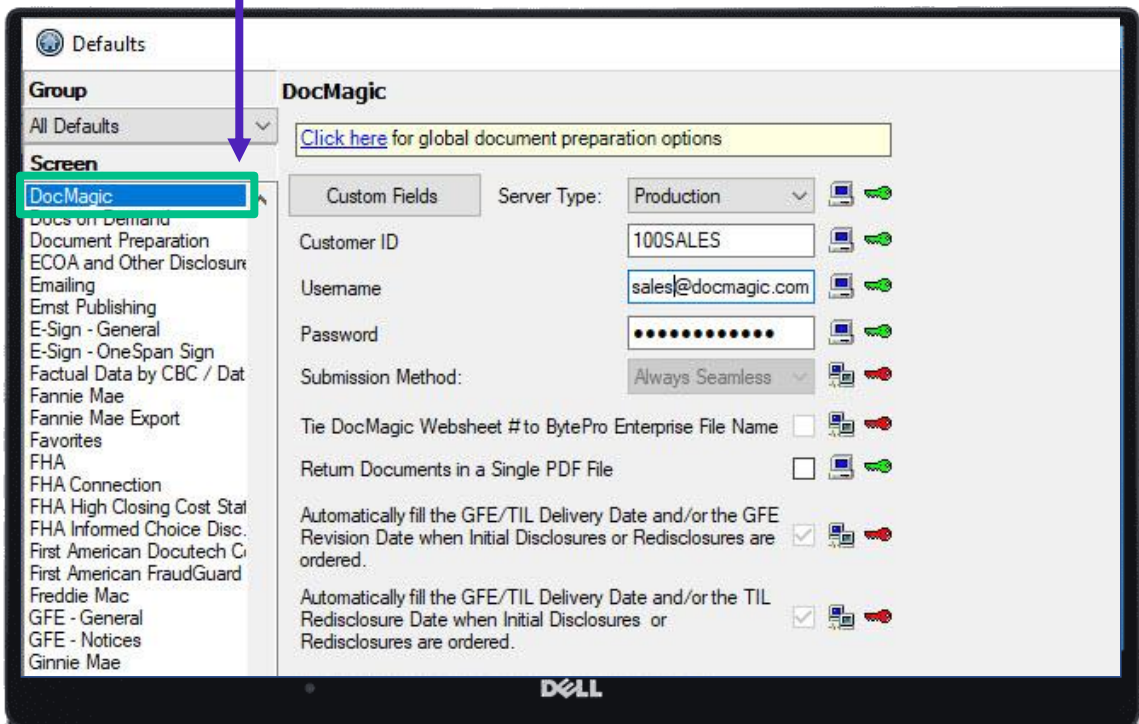 Defaults
Group
All Defaults
Screen
DocMagic
Docs on Demand
Document Preparation
ECOA and Other Disclosure
Emailing
Ernst Publishing
E-Sign - General
E-Sign - OneSpan Sign
Factual Data by CBC / Dat
Fannie Mae
Fannie Mae Export
Favorites
FHA
FHA Connection
FHA High Closing Cost Stat
FHA Informed Choice Disc.
First American Docutech Co
First American FraudGuard
Freddie Mac
GFE - General
GFE - Notices
Ginnie Mae
DocMagic
Click here for global document preparation options
Custom Fields Server Type: Production
Customer ID 100SALES
Username sales@docmagic.com
Password ••••••••••••
Submission Method: Always Seamless
Tie DocMagic Websheet # to BytePro Enterprise File Name
Return Documents in a Single PDF File
Automatically fill the GFE/TIL Delivery Date and/or the GFE
Revision Date when Initial Disclosures or Redisclosures are
ordered.
Automatically fill the GFE/TIL Delivery Date and/or the TIL
Redisclosure Date when Initial Disclosures or
Redisclosures are ordered.
DELL